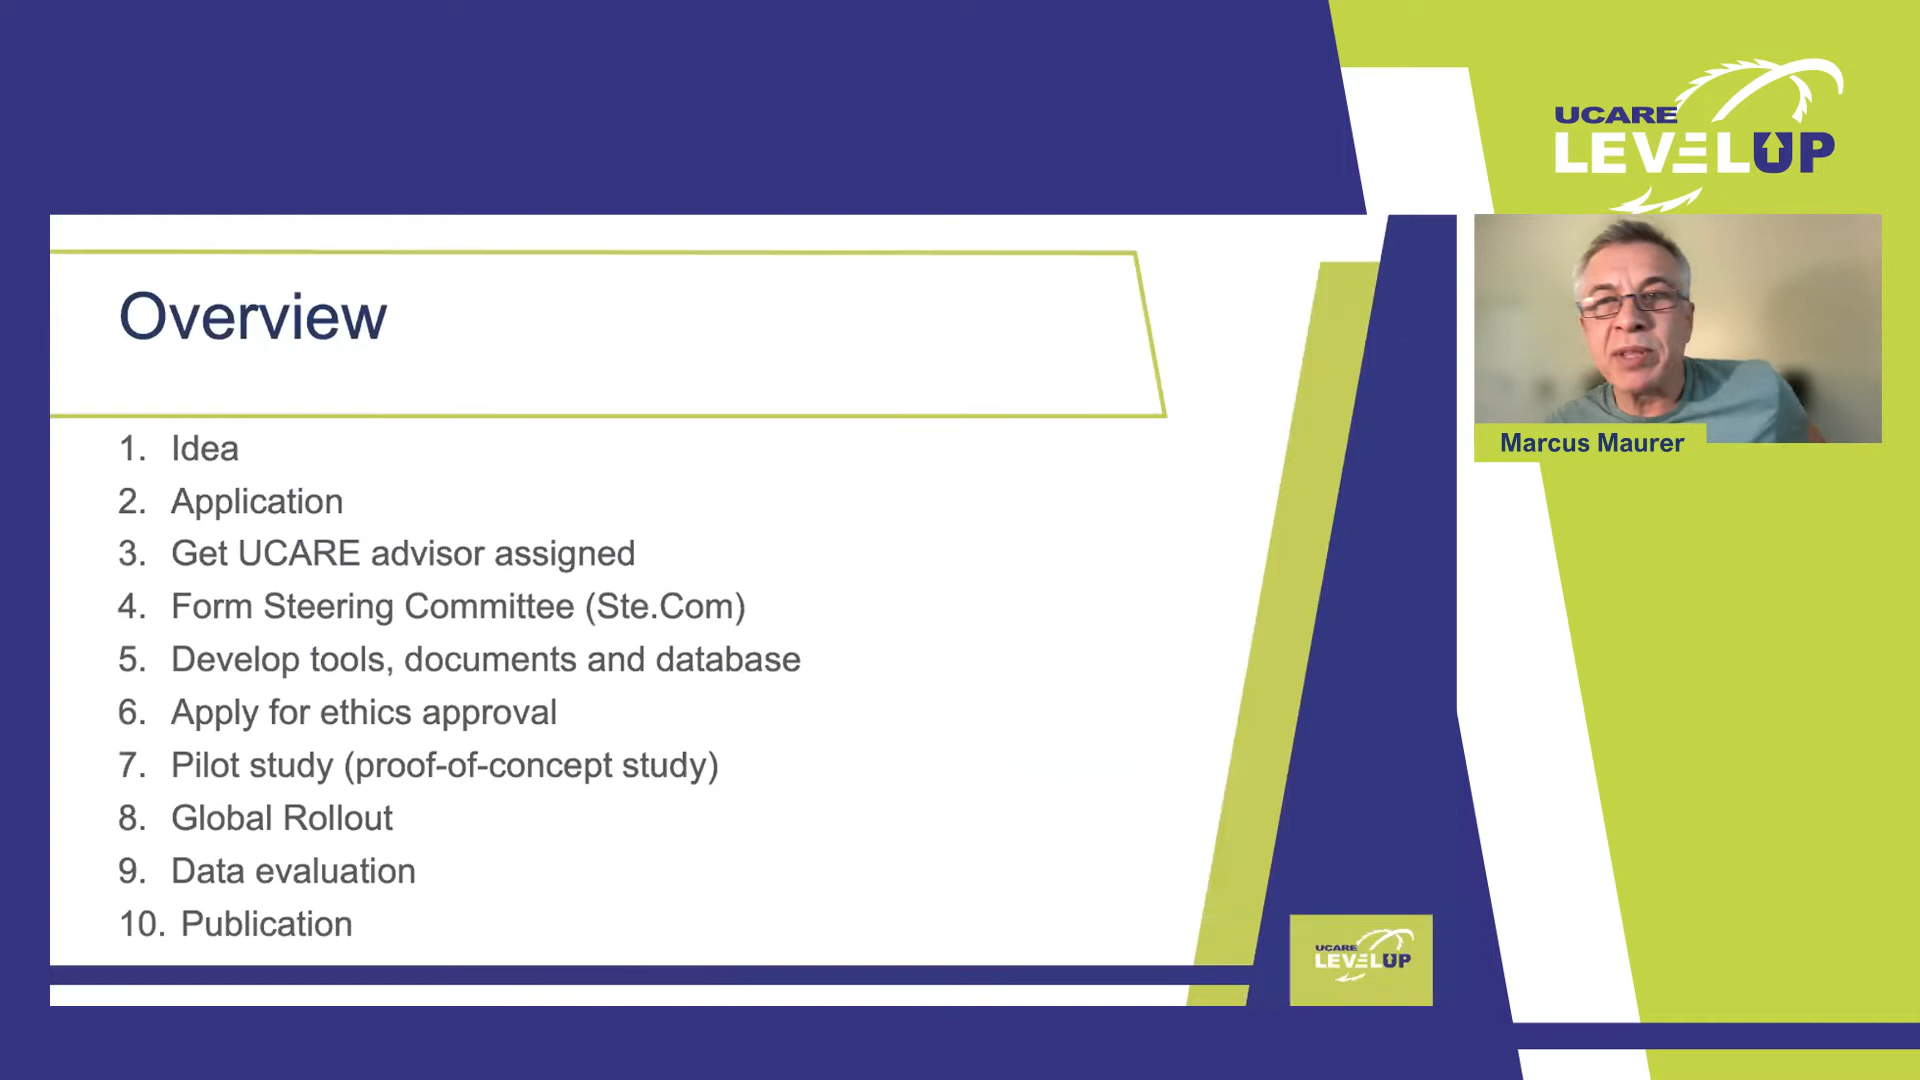 UCARE
LEVELUP
Overview
1. Idea
2. Application
3. Get UCARE advisor assigned
4. Form Steering Committee (Ste.Com)
5. Develop tools, documents and database
6. Apply for ethics approval
7. Pilot study (proof-of-concept study)
8. Global Rollout
9. Data evaluation
10. Publication
Marcus Maurer
UCARE
LEVELUP